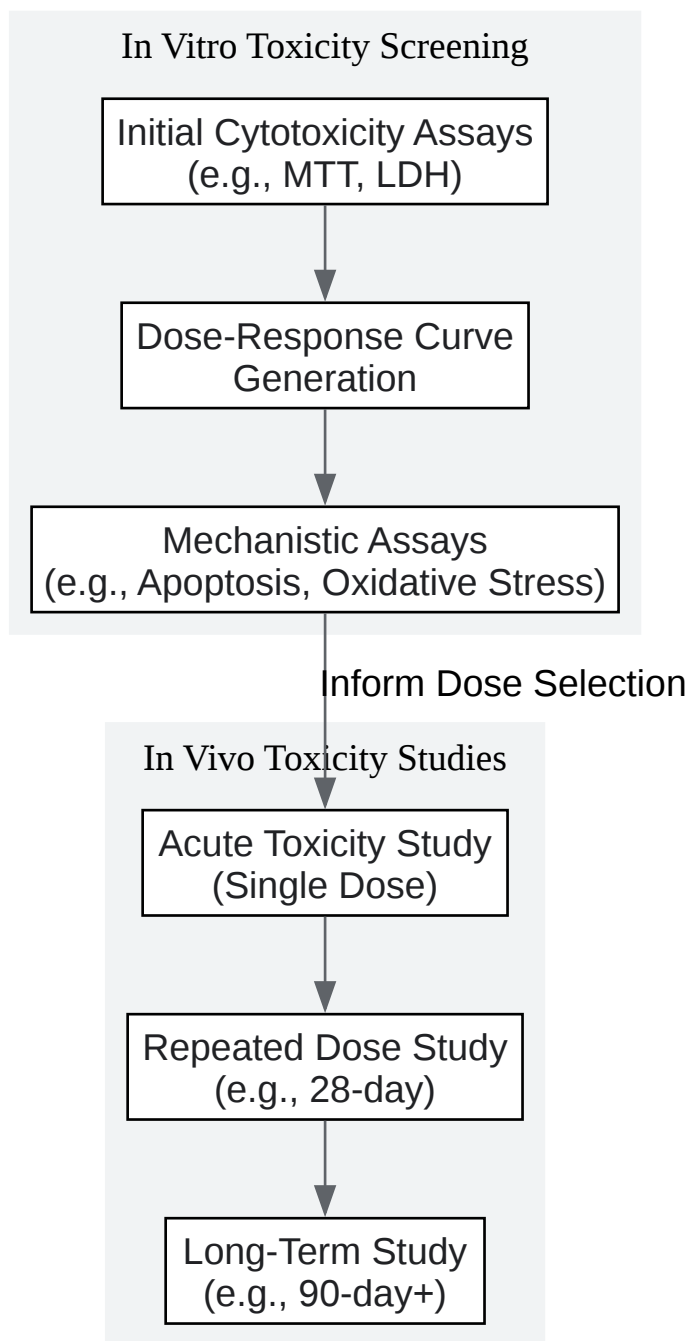 In Vitro Toxicity Screening
Initial Cytotoxicity Assays
(e.g., MTT, LDH)
Dose-Response Curve
Generation
Mechanistic Assays
(e.g., Apoptosis, Oxidative Stress)
Inform Dose Selection
In Vivo Toxicity Studies
Acute Toxicity Study
(Single Dose)
Repeated Dose Study
(e.g., 28-day)
Long-Term Study
(e.g., 90-day+)